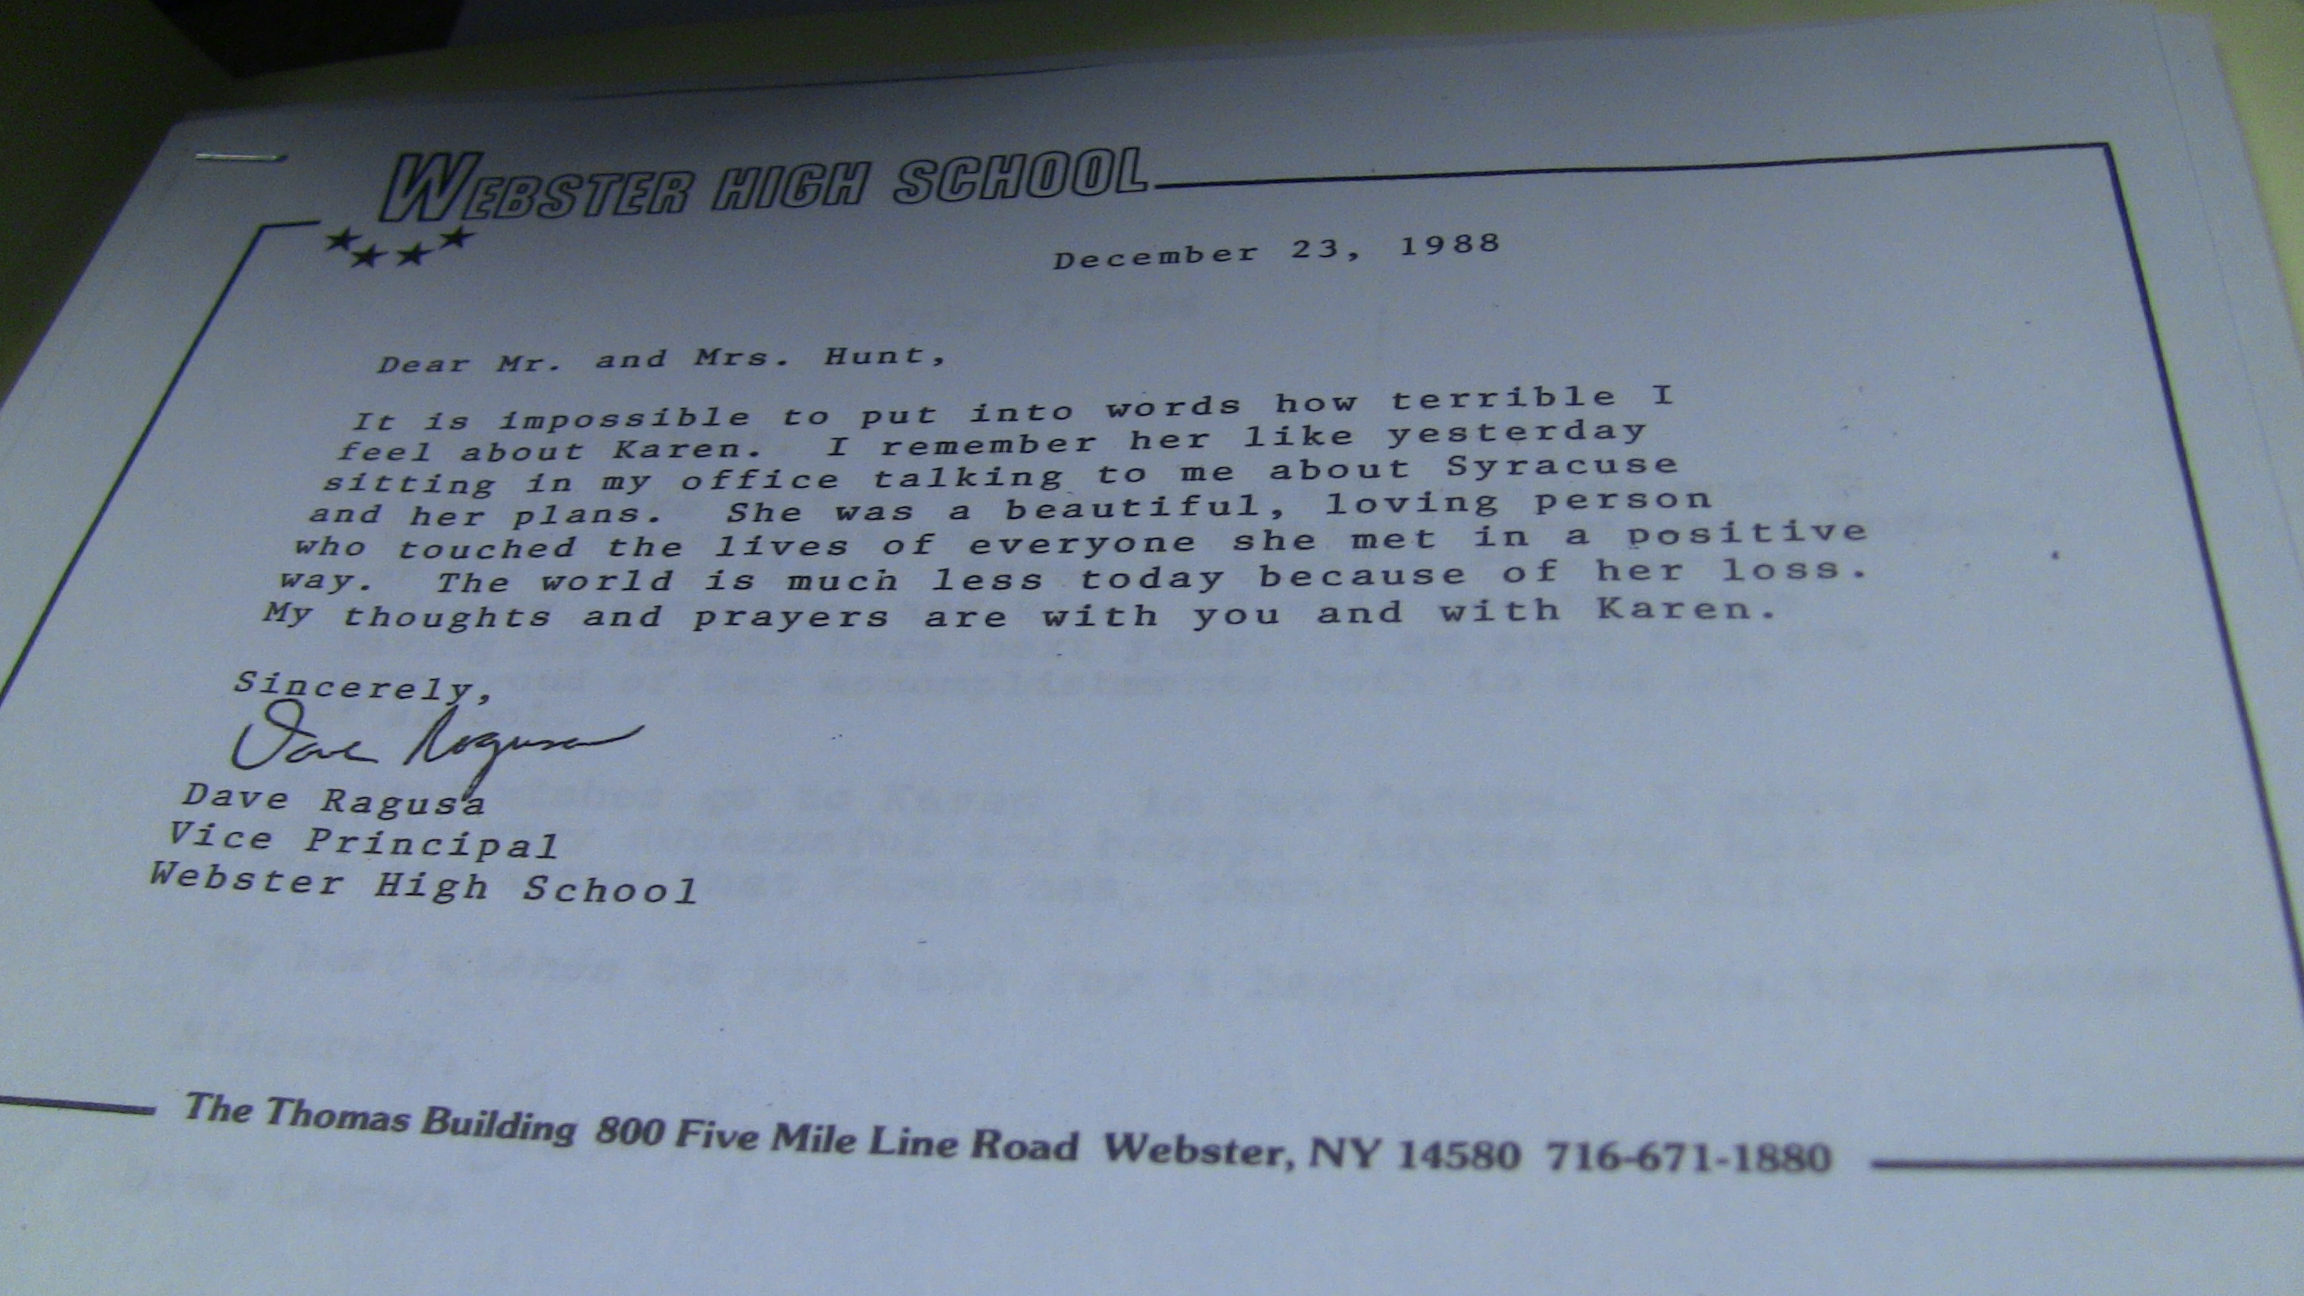 WEBSTER HIGH SCHOOL
December 23, 1988
Dear Mr. and Mrs. Hunt,
It is impossible to put into words how terrible I
feel about Karen. I remember her like yesterday
sitting in my office talking to me about Syracuse
and her plans. She was a beautiful, loving person
who touched the lives of everyone she met in a positive
way. The world is much less today because of her loss.
My thoughts and prayers are with you and with Karen.
Sincerely,
Dave Ragusa
Dave Ragusa
Vice Principal
Webster High School
The Thomas Building 800 Five Mile Line Road Webster, NY 14580 716-671-1880